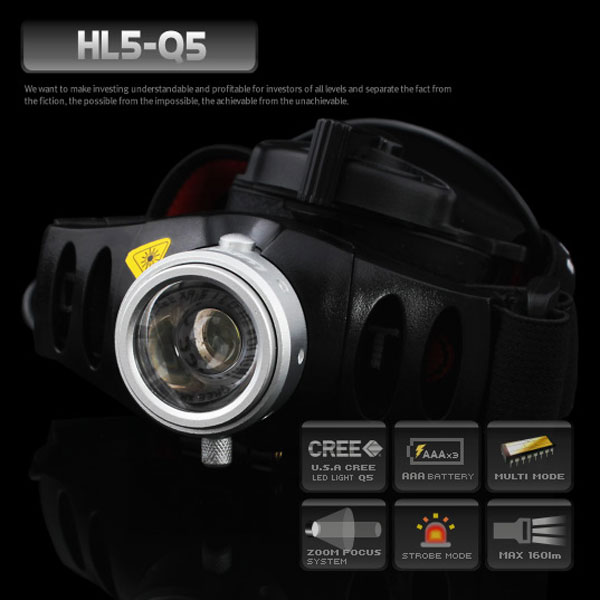 HL5-Q5
We want to make investing understandable and profitable for investors of all levels and separate the fact from
the fiction, the possible from the impossible, the achievable from the unachievable.
CREE
U.S.A CREE
LED LIGHT Q5
AAAx3
AAA BATTERY
MULTI MODE
ZOOM FOCUS
SYSTEM
STROBE MODE
MAX 160lm